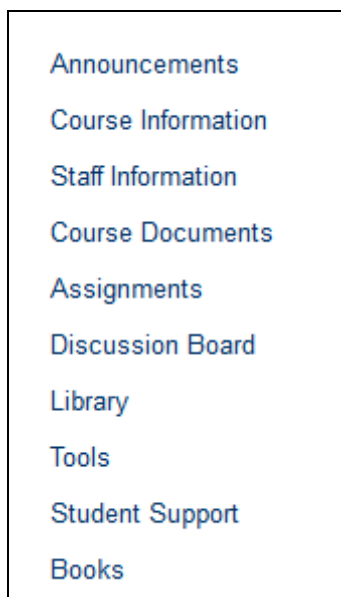 Announcements
Course Information
Staff Information
Course Documents
Assignments
Discussion Board
Library
Tools
Student Support
Books